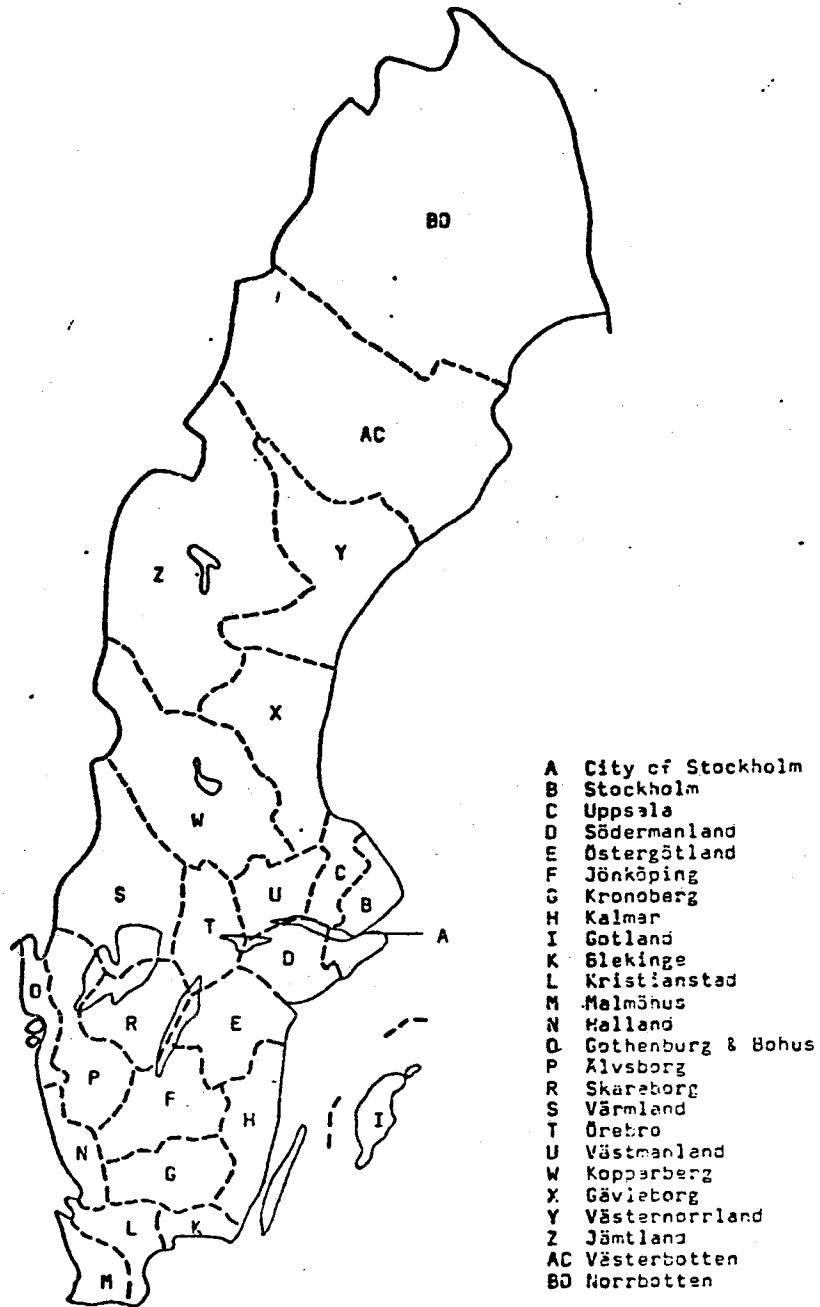 BD
AC
Y
Z
X
W
S
U
C
B
T
A
D
O
R
E
P
F
H
I
N
G
L
K
M
A City of Stockholm
B Stockholm
C Uppsala
D Södermanland
E Östergötland
F Jönköping
G Kronoberg
H Kalmar
I Gotland
K Blekinge
L Kristianstad
M Malmöhus
N Halland
O Gothenburg & Bohus
P Älvsborg
R Skaraborg
S Värmland
T Örebro
U Västmanland
W Kopparberg
X Gävleborg
Y Västernorrland
Z Jämtland
AC Västerbotten
BD Norrbotten